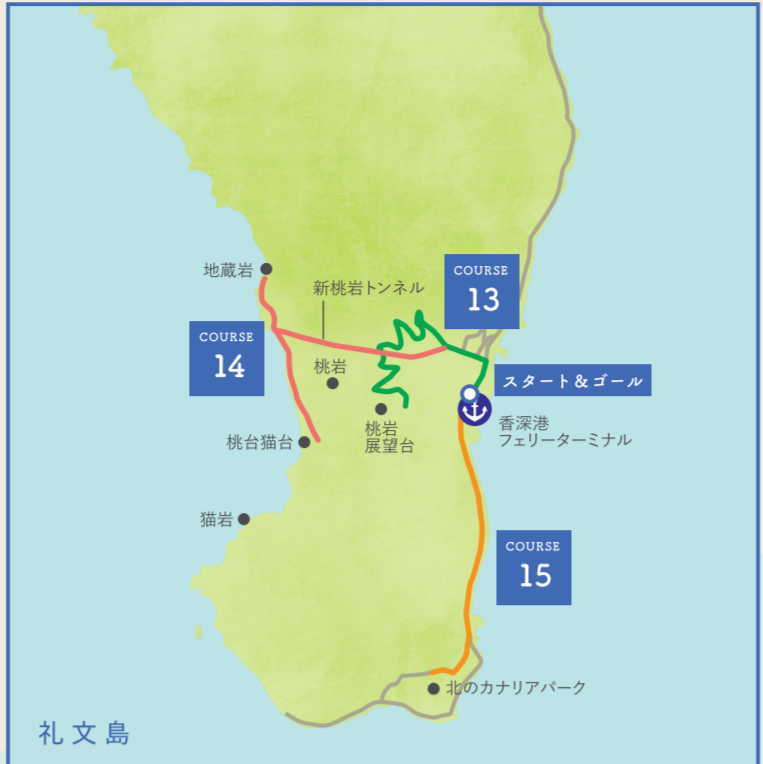 地蔵岩
新桃岩トンネル
COURSE
13
COURSE
14
桃岩
スタート&ゴール
桃岩
展望台
香深港
フェリーターミナル
桃台猫台
猫岩
COURSE
15
北のカナリアパーク
礼文島